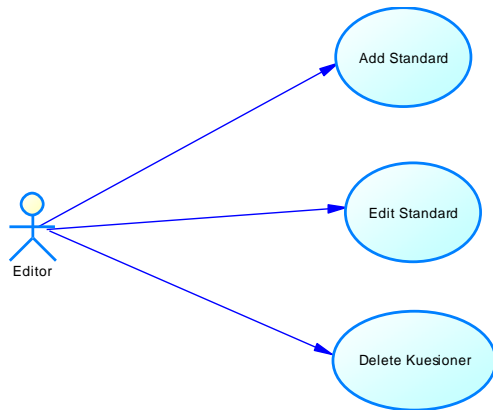 Add Standard
Edit Standard
Editor
Delete Kuesioner